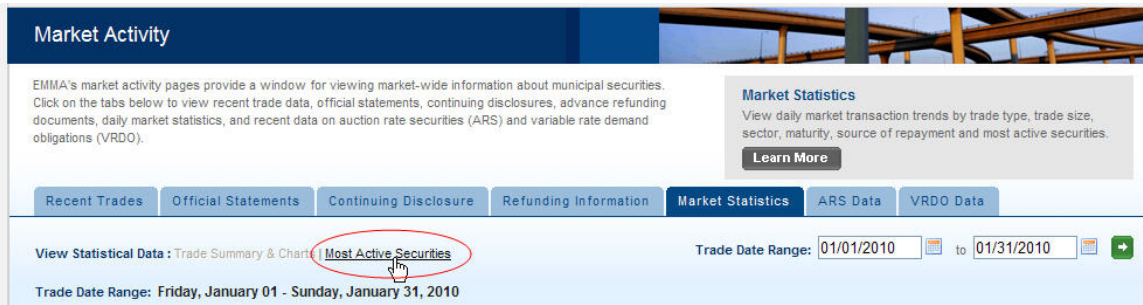 Market Activity
EMMA's market activity pages provide a window for viewing market-wide information about municipal securities.
Click on the tabs below to view recent trade data, official statements, continuing disclosures, advance refunding
documents, daily market statistics, and recent data on auction rate securities (ARS) and variable rate demand
obligations (VRDO).
Market Statistics
View daily market transaction trends by trade type, trade size,
sector, maturity, source of repayment and most active securities.
Learn More
Recent Trades Official Statements Continuing Disclosure Refunding Information Market Statistics ARS Data VRDO Data
View Statistical Data : Trade Summary & Charts | Most Active Securities Trade Date Range: 01/01/2010 to 01/31/2010
Trade Date Range: Friday, January 01 - Sunday, January 31, 2010